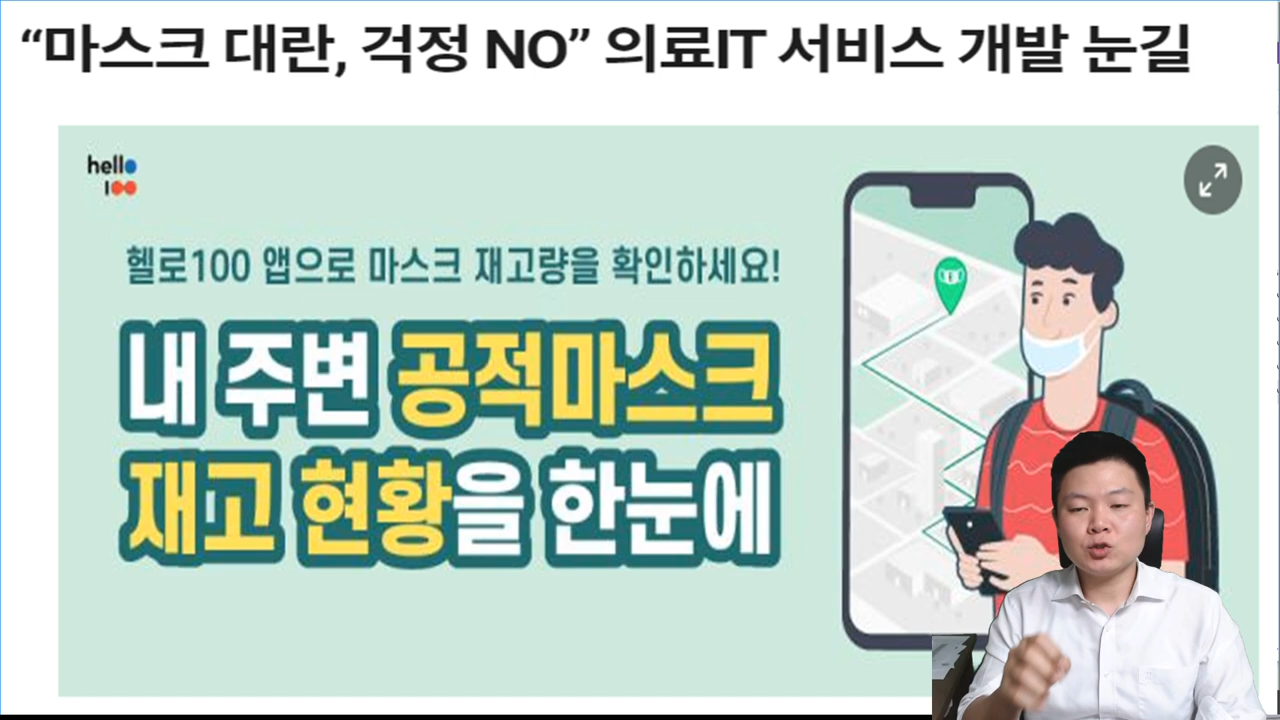 “마스크 대란, 걱정 NO” 의료IT 서비스 개발 눈길
hello
100
헬로100 앱으로 마스크 재고량을 확인하세요!
내 주변 공적마스크
재고 현황을 한눈에